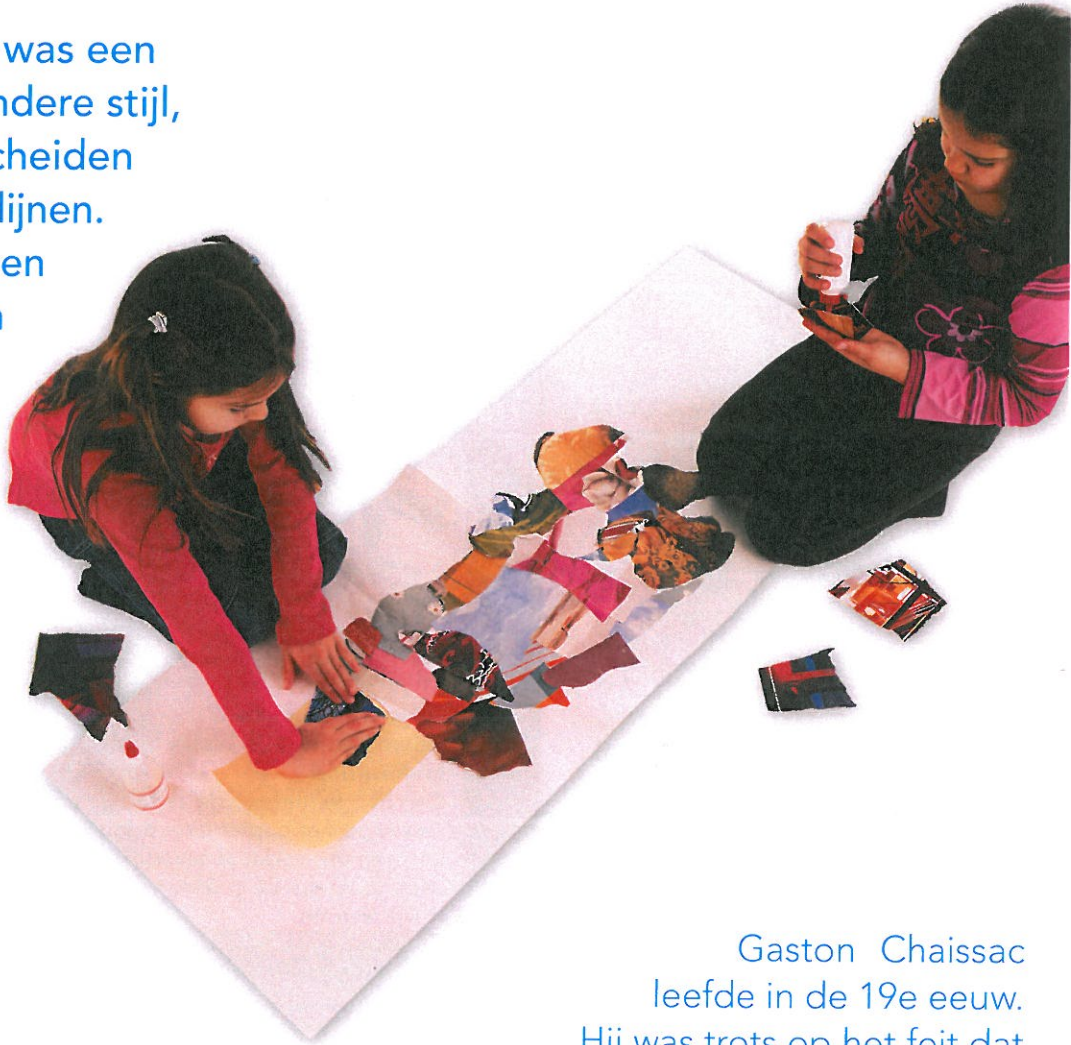 was een
ndere stijl,
cheiden
lijnen.
en
Gaston Chaissac
leefde in de 19e eeuw.
Hij was trots op het feit dat